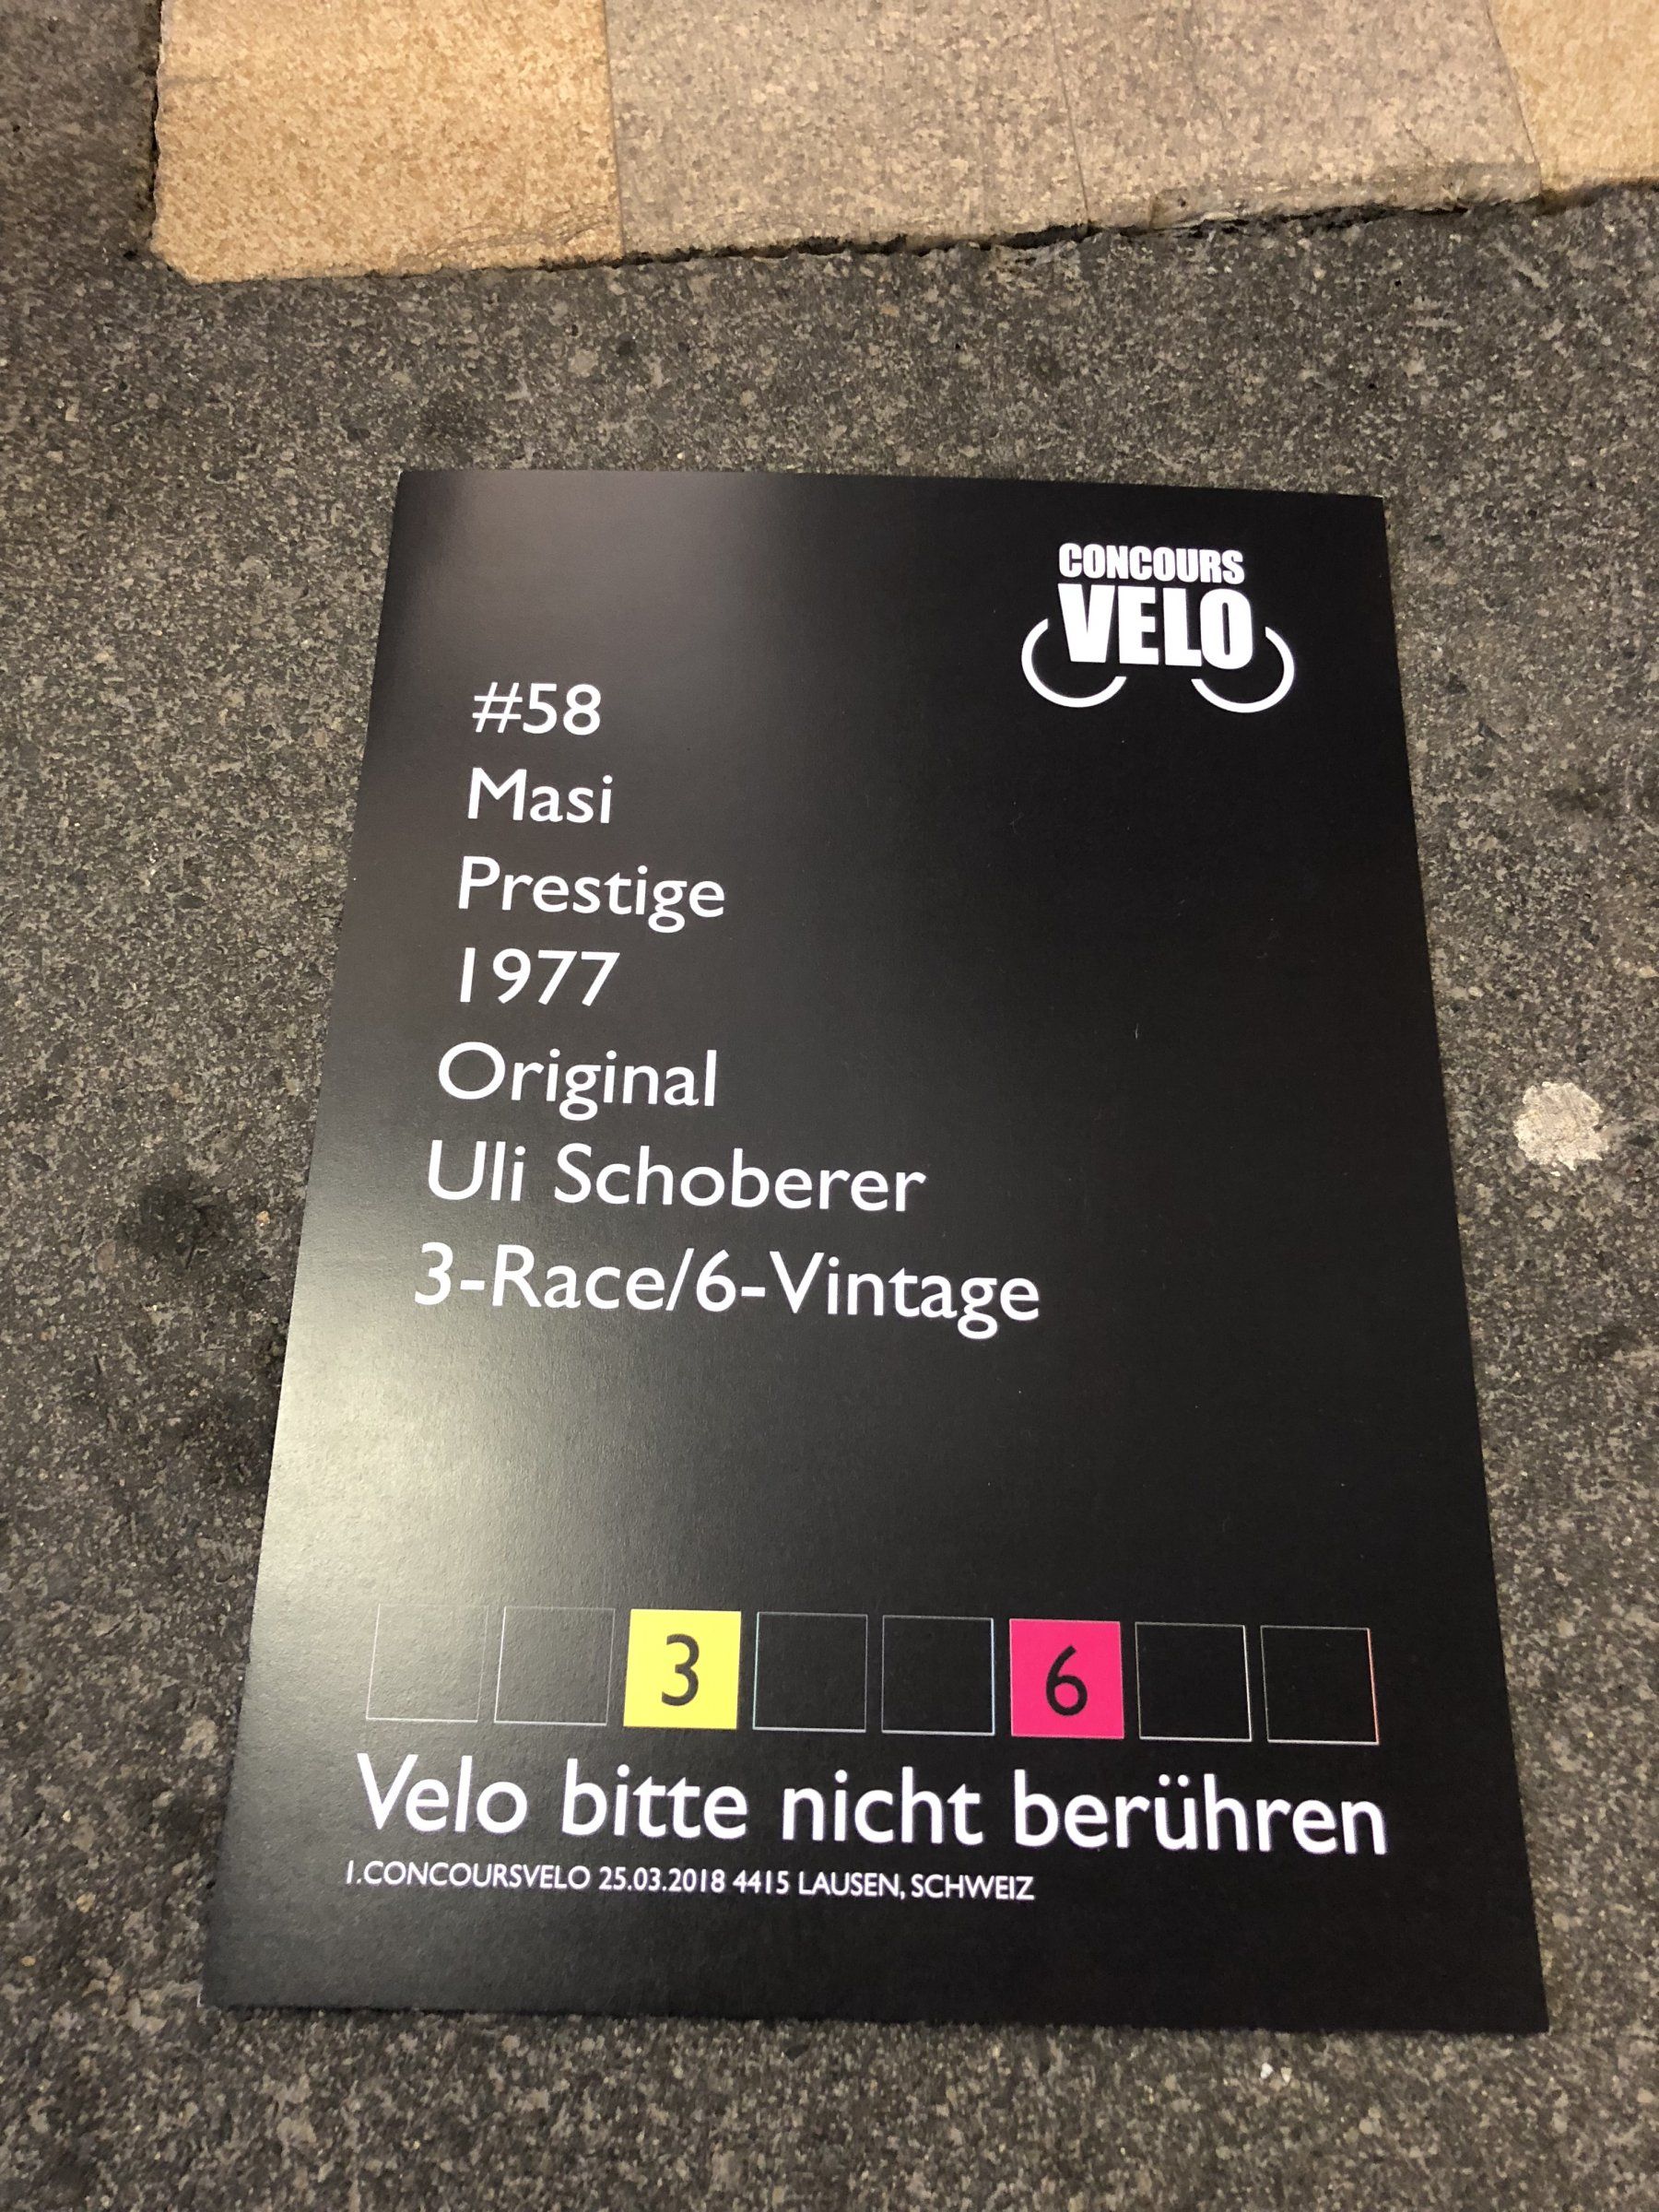 CONCOURS
VELO
#58
Masi
Prestige
1977
Original
Uli Schoberer
3-Race/6-Vintage
3 6
Velo bitte nicht berühren
1.CONCOURSVELO 25.03.2018 4415 LAUSEN, SCHWEIZ